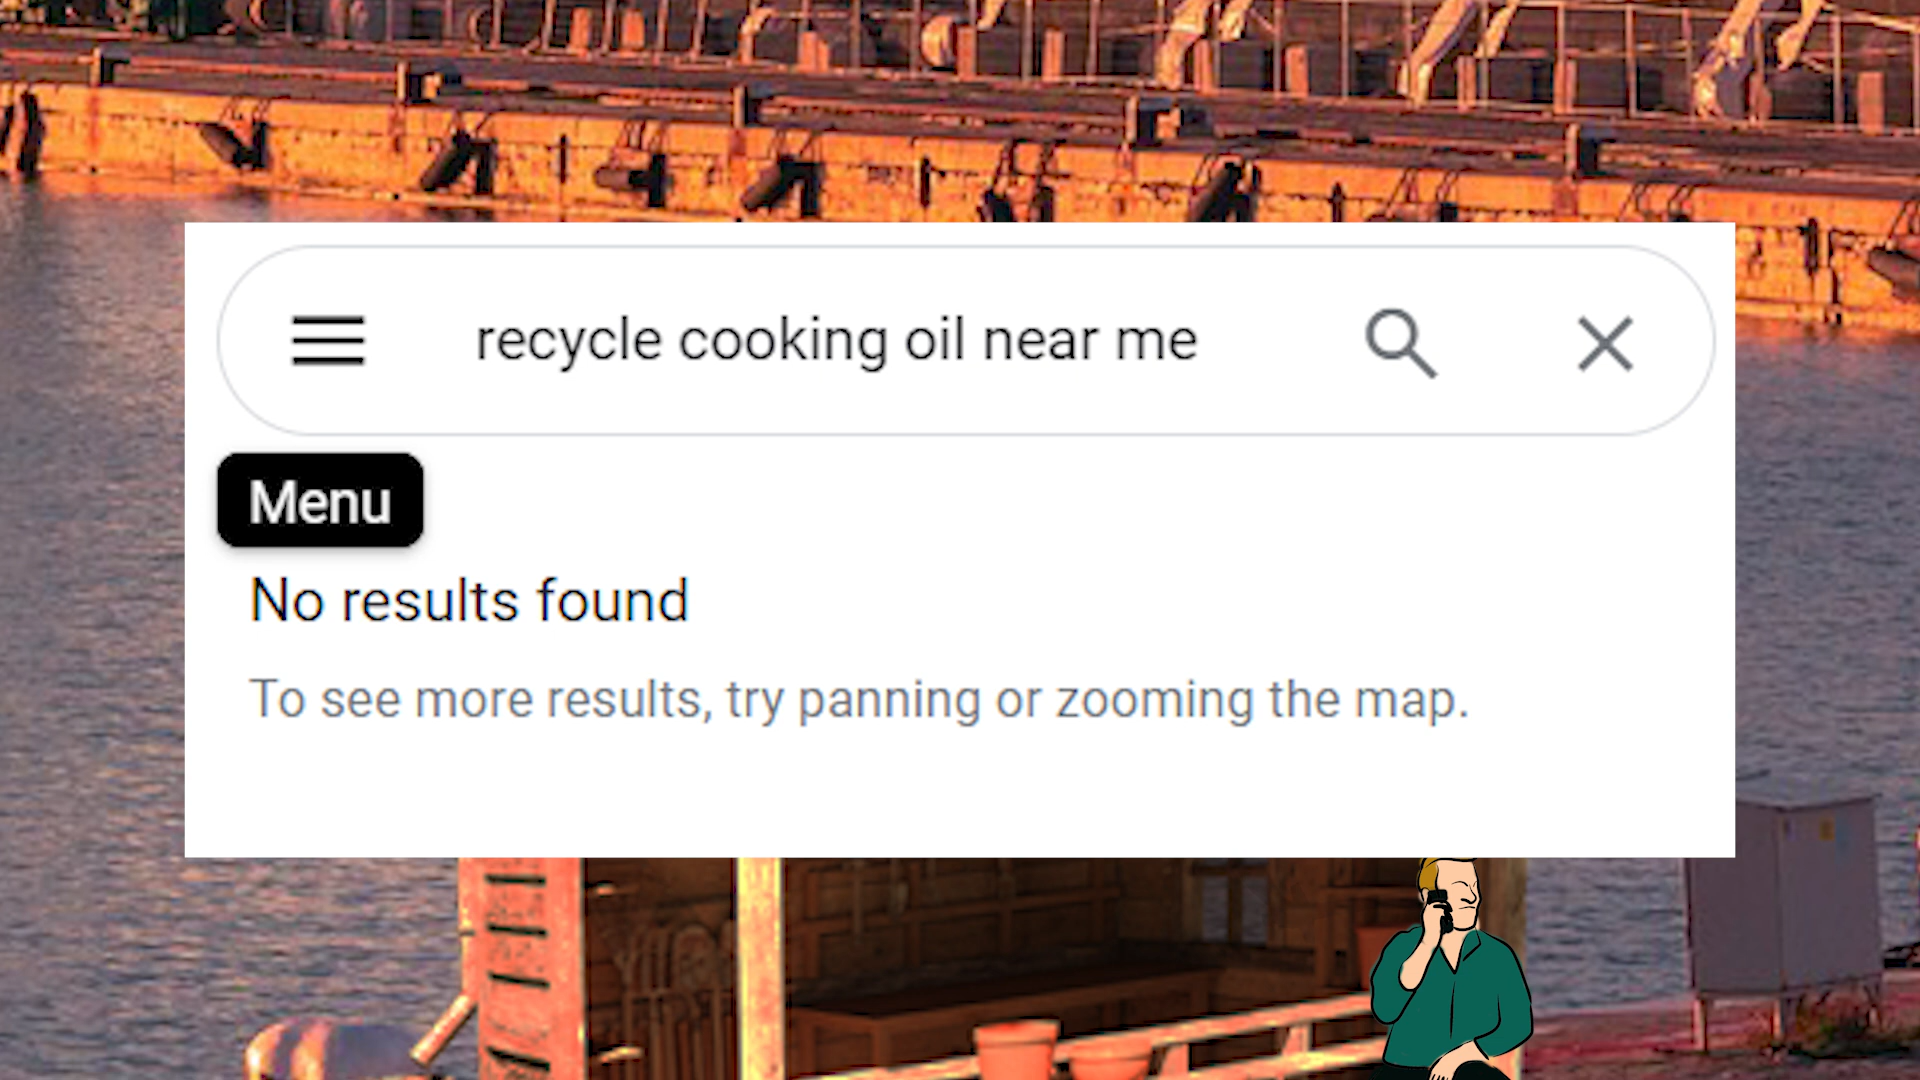 recycle cooking oil near me
Menu
No results found
To see more results, try panning or zooming the map.